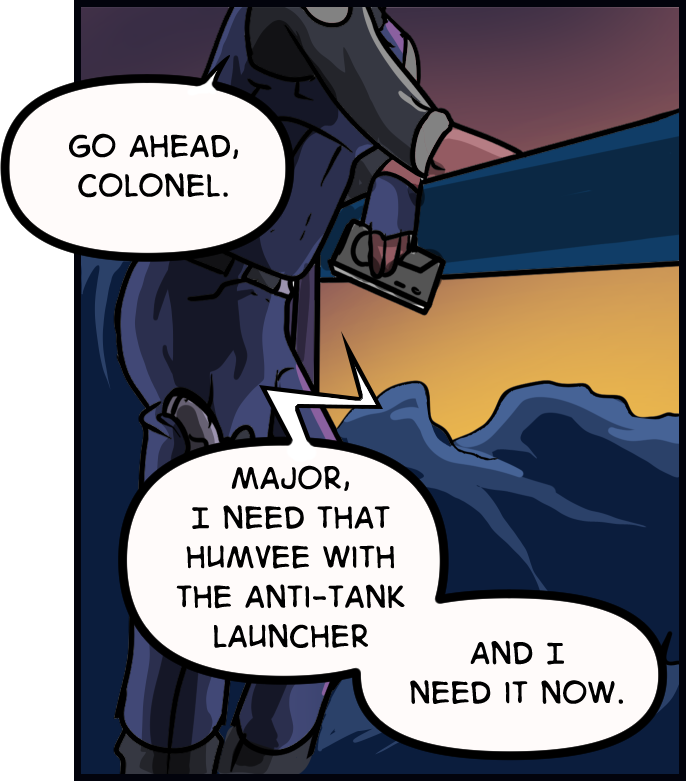 GO AHEAD,
COLONEL.
MAJOR,
I NEED THAT
HUMVEE WITH
THE ANTI-TANK
LAUNCHER
AND I
NEED IT NOW.